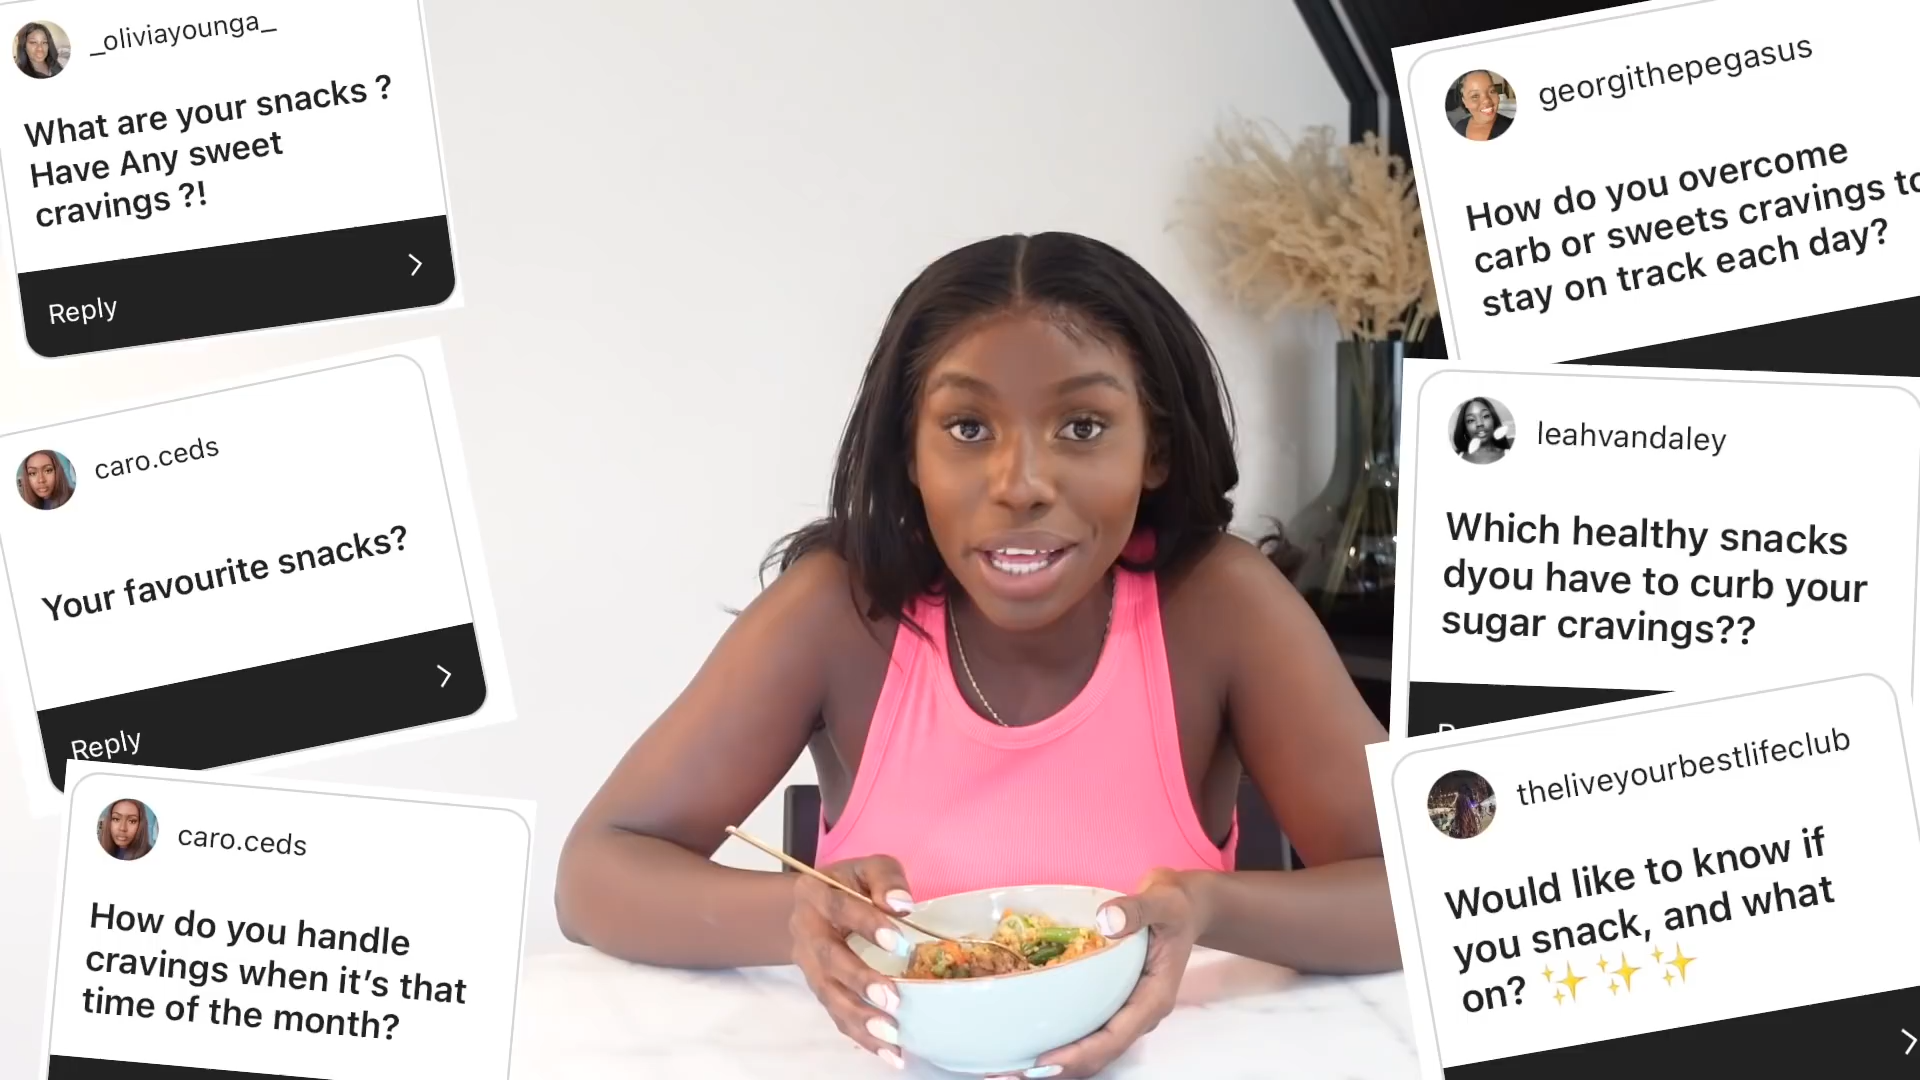 _oliviayounga_
What are your snacks ?
Have Any sweet
cravings ?!
Reply
caro.ceds
Your favourite snacks?
Reply
caro.ceds
How do you handle
cravings when it's that
time of the month?
georgithepegasus
How do you overcome
carb or sweets cravings to
stay on track each day?
leahvandaley
Which healthy snacks
dyou have to curb your
sugar cravings??
theliveyourbestlifeclub
Would like to know if
you snack, and what
on? ✨✨✨